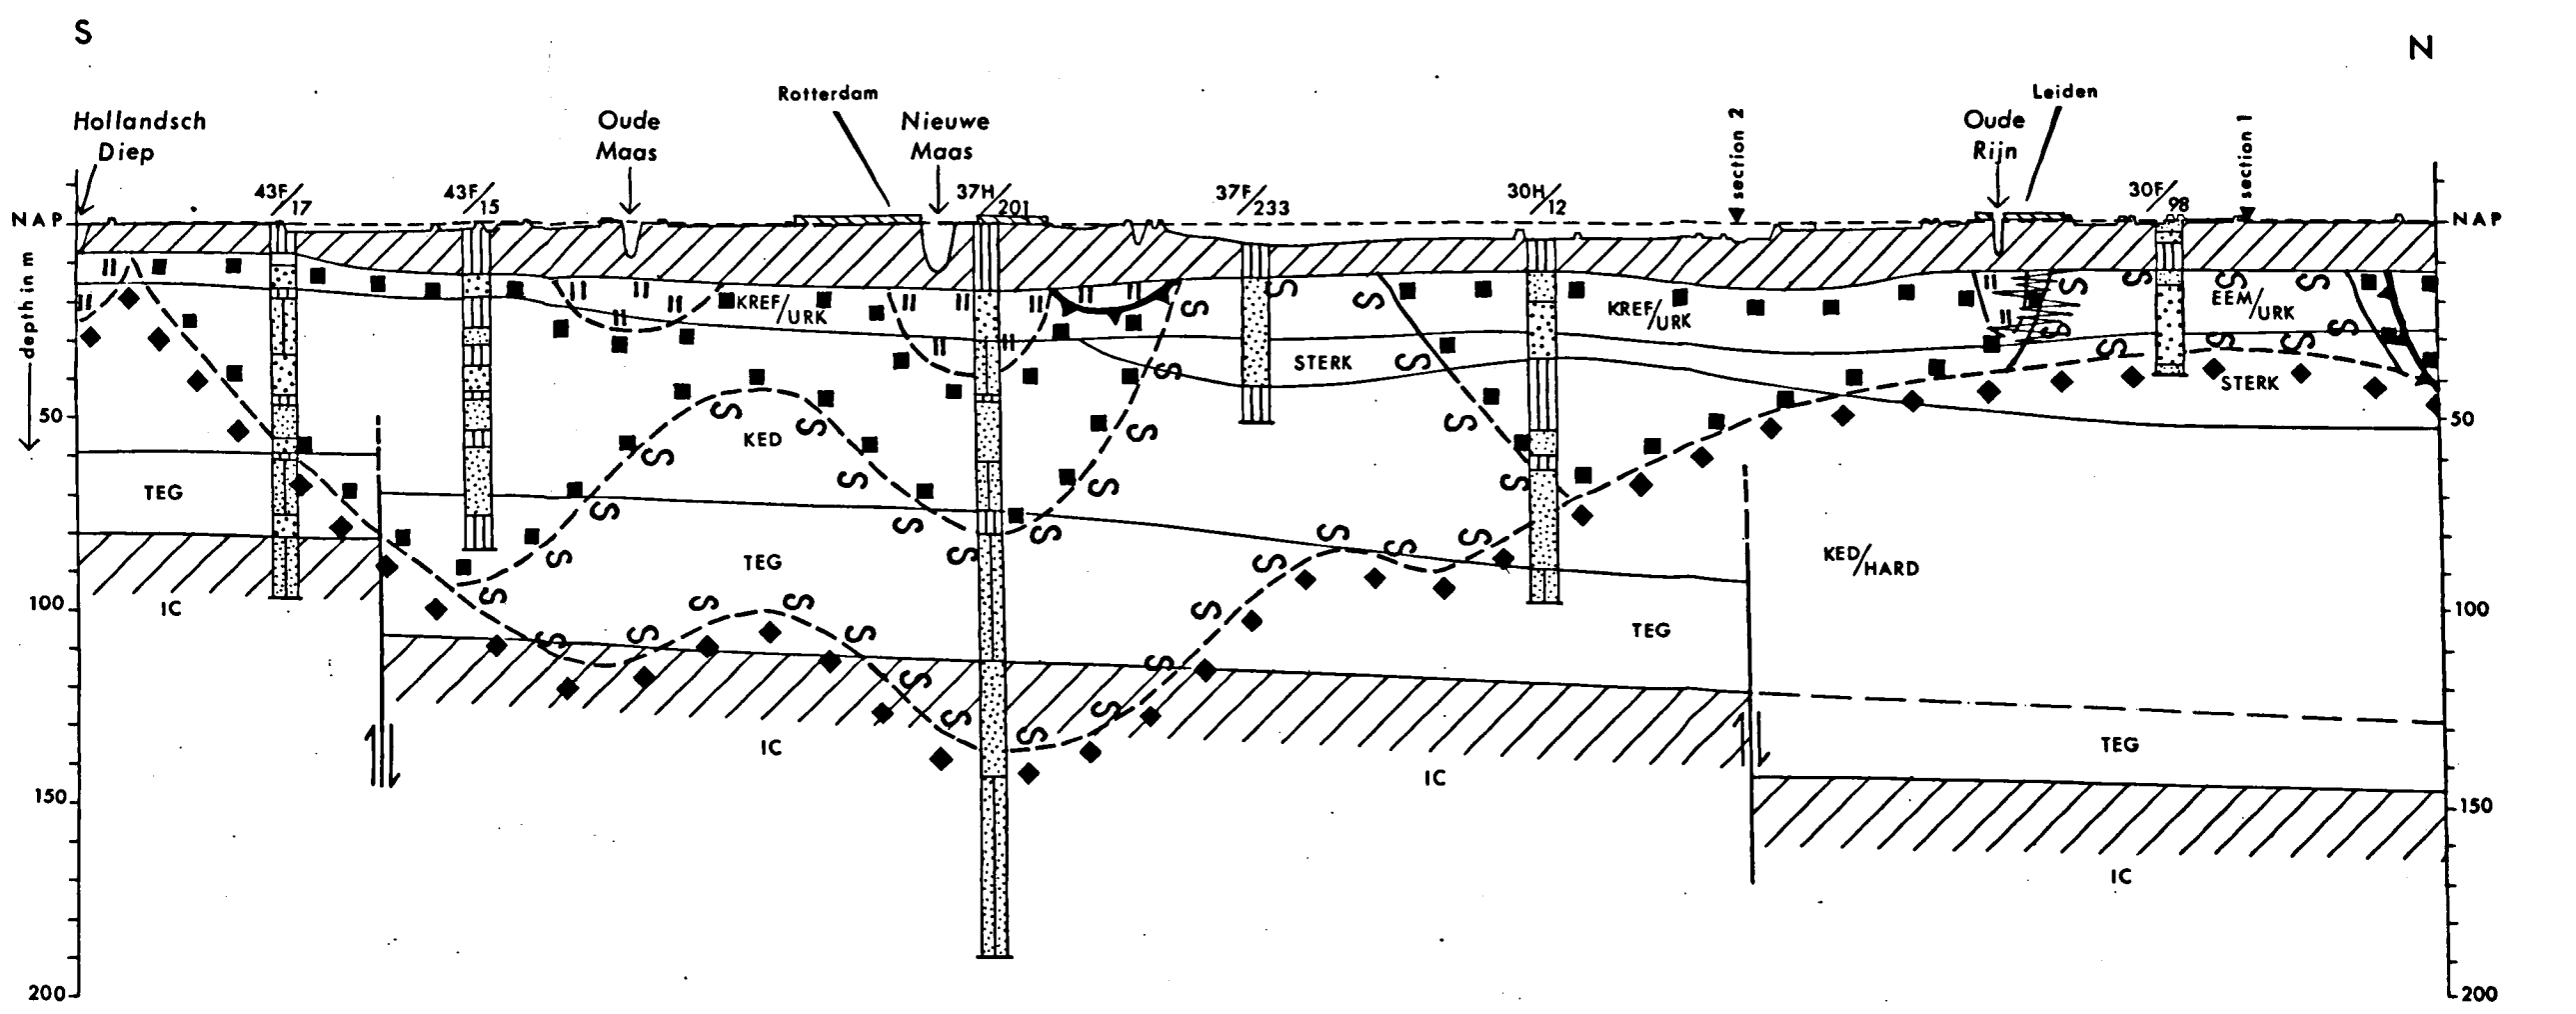 S
N
Hollandsch
Diep
Oude
Maas
Rotterdam
Nieuwe
Maas
section 2
Oude
Rijn
Leiden
section 1
43F/17
43F/15
37H/201
37F/233
30H/12
30F/98
NAP
NAP
depth in m
50
100
150
200
50
100
150
200
KREF/URK
KREF/URK
EEM/URK
STERK
STERK
KED
KED/HARD
TEG
TEG
TEG
TEG
IC
IC
IC
IC